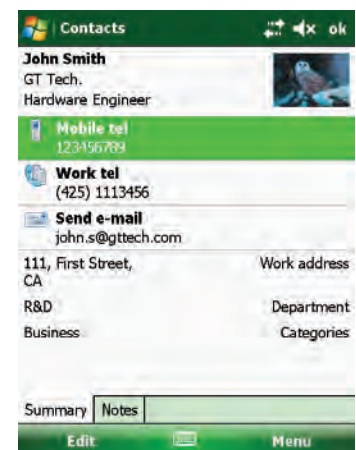 Contacts ok
John Smith
GT Tech.
Hardware Engineer
Mobile tel
123456789
Work tel
(425) 1113456
Send e-mail
john.s@gttech.com
111, First Street, Work address
CA
R&D Department
Business Categories
Summary Notes
Edit Menu